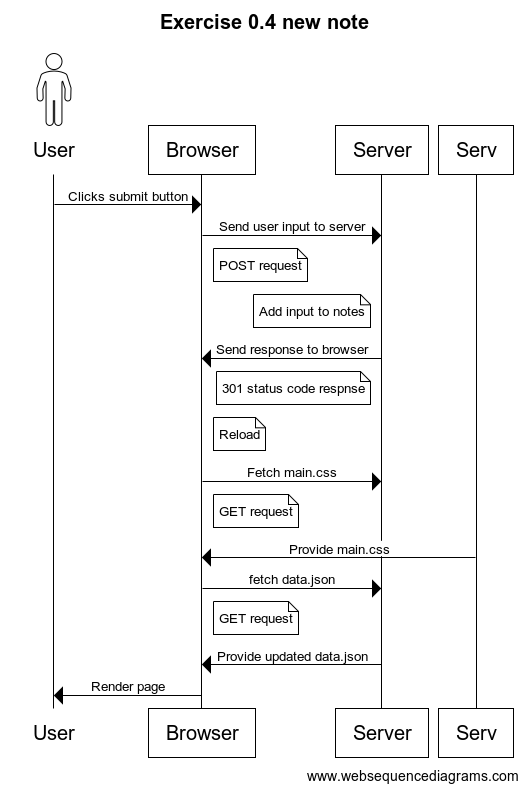 Exercise 0.4 new note
User
Browser
Server
Serv
Clicks submit button
Send user input to server
POST request
Add input to notes
Send response to browser
301 status code respnse
Reload
Fetch main.css
GET request
Provide main.css
fetch data.json
GET request
Provide updated data.json
Render page
User
Browser
Server
Serv
www.websequencediagrams.com